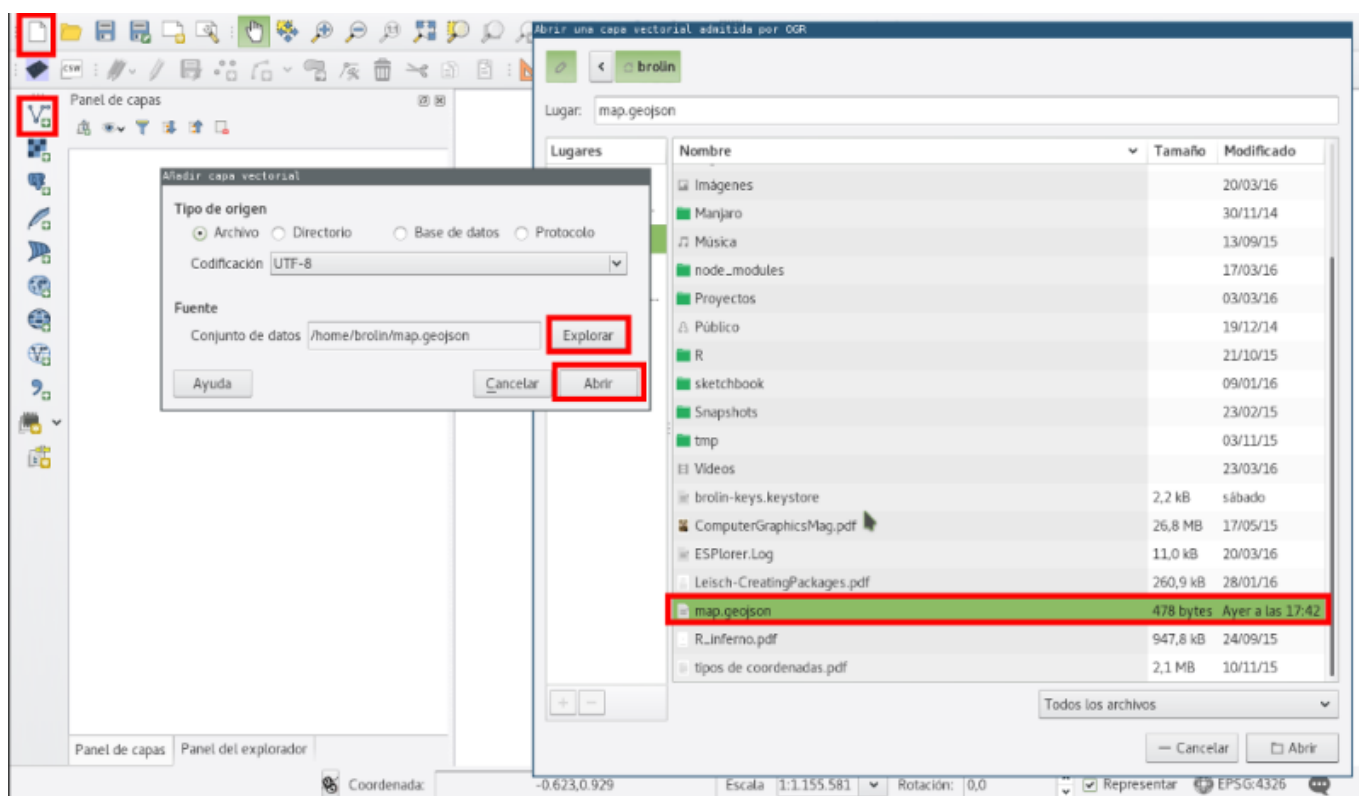 Abrir una capa vectorial admitida por OGR
CSW
brolin
Panel de capas
Lugar: map.geojson
Lugares
Nombre Tamaño Modificado
Imágenes 20/03/16
Manjaro 30/11/14
Música 13/09/15
node_modules 17/03/16
Proyectos 03/03/16
Público 19/12/14
R 21/10/15
sketchbook 09/01/16
Snapshots 23/02/15
tmp 03/11/15
Vídeos 23/03/16
brolin-keys.keystore 2,2 kB sábado
ComputerGraphicsMag.pdf 26,8 MB 17/05/15
ESPlorer.Log 11,0 kB 20/03/16
Leisch-CreatingPackages.pdf 260,9 kB 28/01/16
map.geojson 478 bytes Ayer a las 17:42
R_inferno.pdf 947,8 kB 24/09/15
tipos de coordenadas.pdf 2,1 MB 10/11/15
Todos los archivos
Cancelar Abrir
Añadir capa vectorial
Tipo de origen
Archivo Directorio Base de datos Protocolo
Codificación UTF-8
Fuente
Conjunto de datos /home/brolin/map.geojson Explorar
Ayuda Cancelar Abrir
Panel de capas Panel del explorador
Coordenada: -0.623,0.929 Escala 1:1.155.581 Rotación: 0,0 Representar EPSG:4326